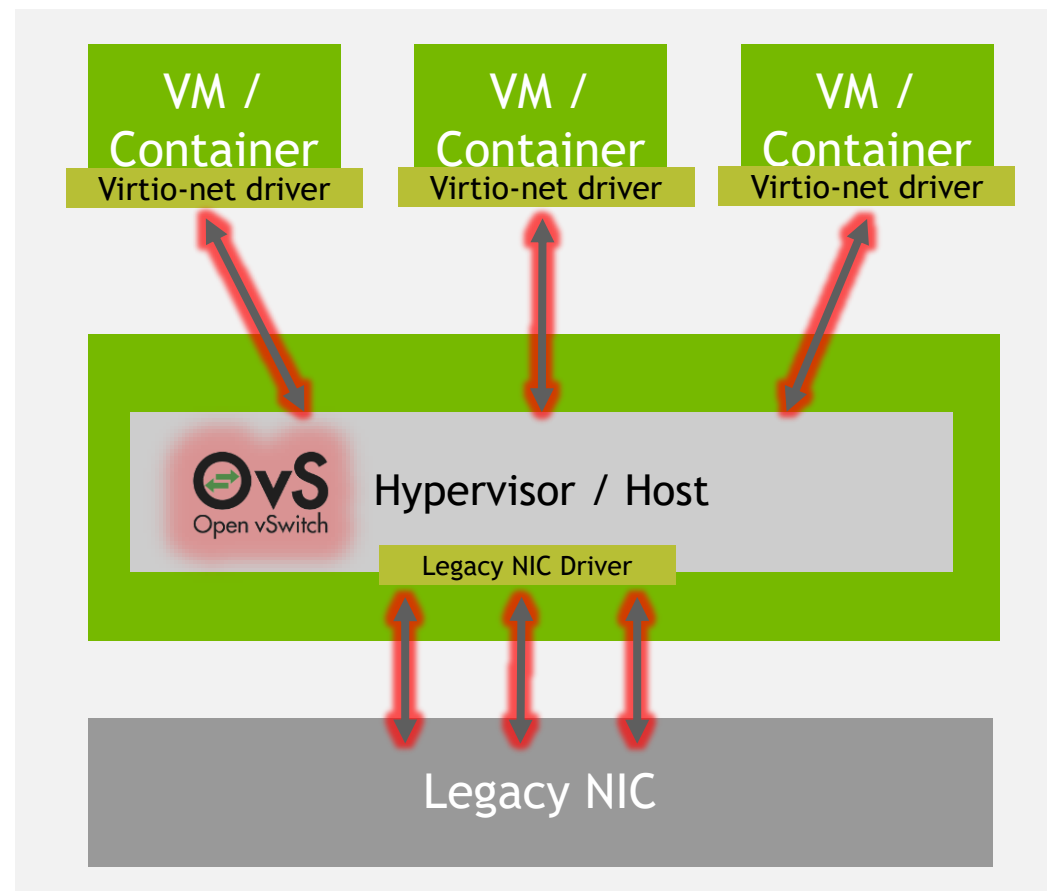 VM /
Container
Virtio-net driver
VM /
Container
Virtio-net driver
VM /
Container
Virtio-net driver
OvS
Open vSwitch
Hypervisor / Host
Legacy NIC Driver
Legacy NIC